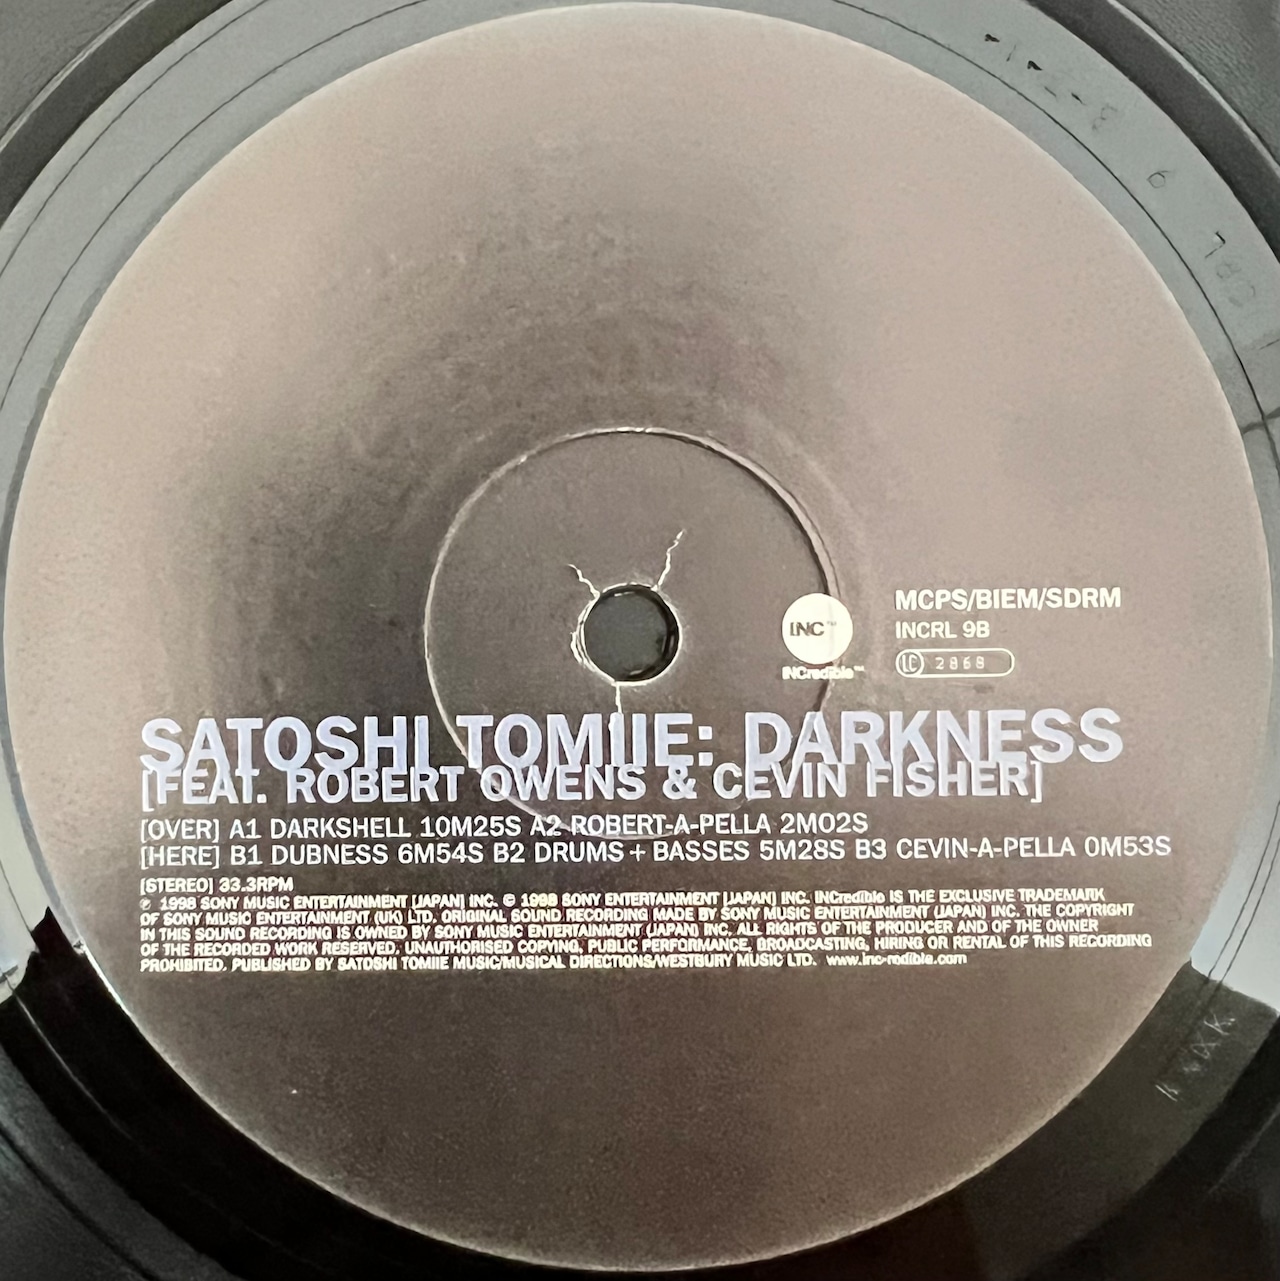 MCPS/BIEM/SDRM
INC™
INCRL 9B
INCredible™
LC 2868
SATOSHI TOMIIE: DARKNESS
[FEAT. ROBERT OWENS & CEVIN FISHER]
[OVER] A1 DARKSHELL 10M25S A2 ROBERT-A-PELLA 2M02S
[HERE] B1 DUBNESS 6M54S B2 DRUMS + BASSES 5M28S B3 CEVIN-A-PELLA 0M53S
[STEREO] 33.3RPM
℗ 1998 SONY MUSIC ENTERTAINMENT [JAPAN] INC. © 1998 SONY ENTERTAINMENT [JAPAN] INC. INCredible IS THE EXCLUSIVE TRADEMARK
OF SONY MUSIC ENTERTAINMENT (UK) LTD. ORIGINAL SOUND RECORDING MADE BY SONY MUSIC ENTERTAINMENT (JAPAN) INC. THE COPYRIGHT
IN THIS SOUND RECORDING IS OWNED BY SONY MUSIC ENTERTAINMENT (JAPAN) INC. ALL RIGHTS OF THE PRODUCER AND OF THE OWNER
OF THE RECORDED WORK RESERVED. UNAUTHORISED COPYING, PUBLIC PERFORMANCE, BROADCASTING, HIRING OR RENTAL OF THIS RECORDING
PROHIBITED. PUBLISHED BY SATOSHI TOMIIE MUSIC/MUSICAL DIRECTIONS/WESTBURY MUSIC LTD. www.inc-redible.com